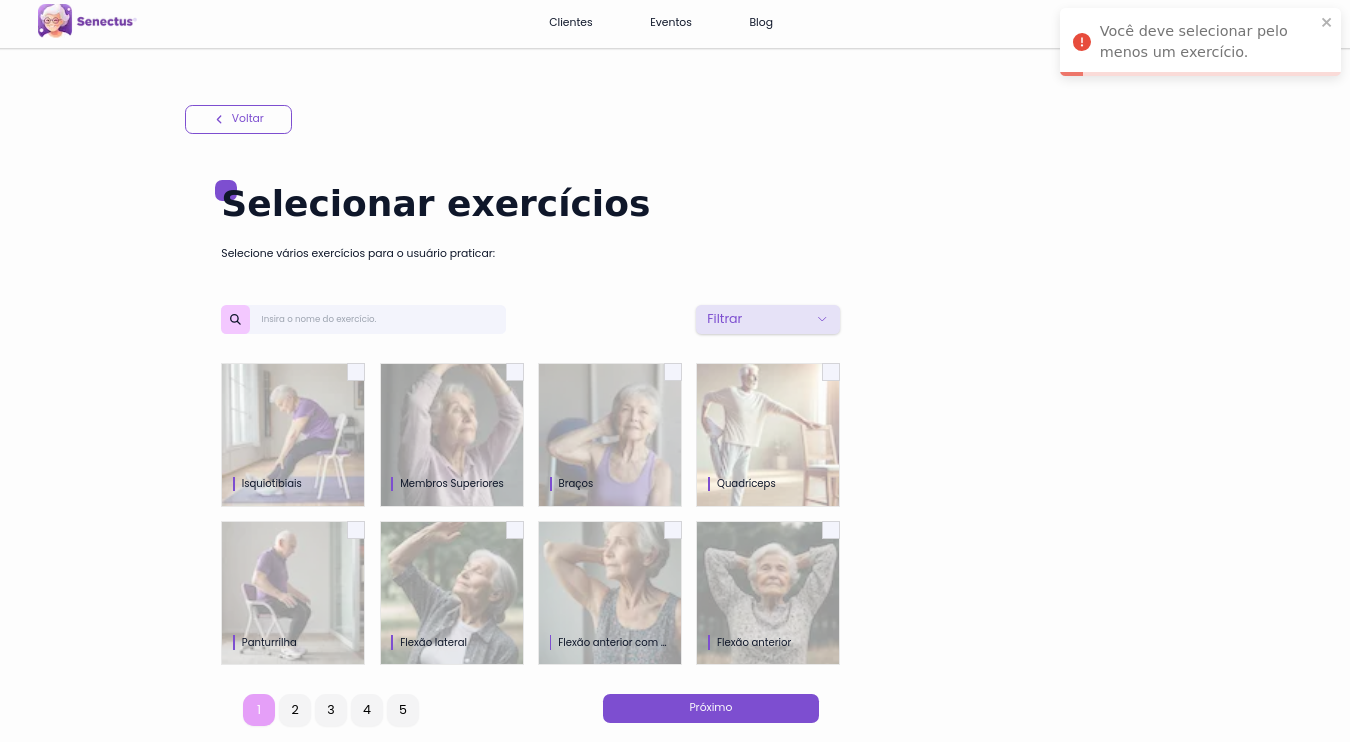 Senectus
Clientes
Eventos
Blog
Você deve selecionar pelo
menos um exercício.
Voltar
Selecionar exercícios
Selecione vários exercícios para o usuário praticar:
Insira o nome do exercício.
Filtrar
Isquiotibiais
Membros Superiores
Braços
Quadríceps
Panturrilha
Flexão lateral
Flexão anterior com ...
Flexão anterior
1
2
3
4
5
Próximo